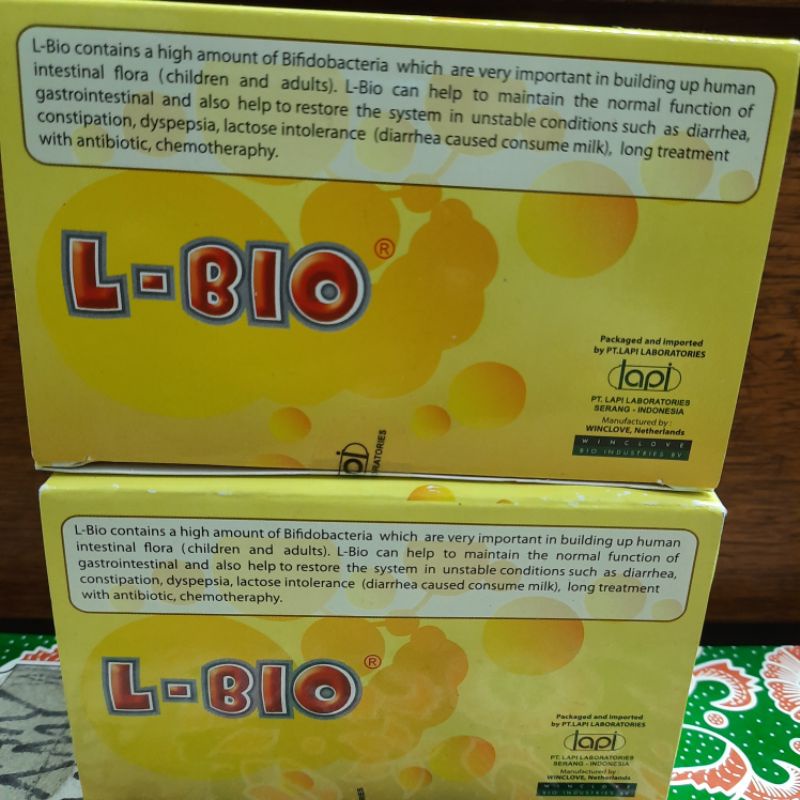 L-Bio contains a high amount of Bifidobacteria which are very important in building up human
intestinal flora (children and adults). L-Bio can help to maintain the normal function of
gastrointestinal and also help to restore the system in unstable conditions such as diarrhea,
constipation, dyspepsia, lactose intolerance (diarrhea caused consume milk), long treatment
with antibiotic, chemotheraphy.
L-BIO ®
Packaged and imported
by PT.LAPI LABORATORIES
lapi
PT. LAPI LABORATORIES
SERANG - INDONESIA
Manufactured by :
WINCLOVE, Netherlands
WINCLOVE
BIO INDUSTRIES BV
L-Bio contains a high amount of Bifidobacteria which are very important in building up human
intestinal flora (children and adults). L-Bio can help to maintain the normal function of
gastrointestinal and also help to restore the system in unstable conditions such as diarrhea,
constipation, dyspepsia, lactose intolerance (diarrhea caused consume milk), long treatment
with antibiotic, chemotheraphy.
L-BIO ®
Packaged and imported
by PT.LAPI LABORATORIES
lapi
PT. LAPI LABORATORIES
SERANG - INDONESIA
Manufactured by :
WINCLOVE, Netherlands
WINCLOVE
BIO INDUSTRIES BV